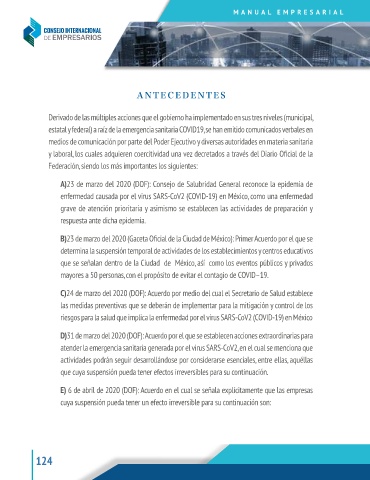 MANUAL EMPRESARIAL
CONSEJO INTERNACIONAL
DE EMPRESARIOS
ANTECEDENTES
Derivado de las múltiples acciones que el gobierno ha implementado en sus tres niveles (municipal,
estatal y federal) a raíz de la emergencia sanitaria COVID19, se han emitido comunicados verbales en
medios de comunicación por parte del Poder Ejecutivo y diversas autoridades en materia sanitaria
y laboral, los cuales adquieren coercitividad una vez decretados a través del Diario Oficial de la
Federación, siendo los más importantes los siguientes:
A)23 de marzo del 2020 (DOF): Consejo de Salubridad General reconoce la epidemia de
enfermedad causada por el virus SARS-CoV2 (COVID-19) en México, como una enfermedad
grave de atención prioritaria y asimismo se establecen las actividades de preparación y
respuesta ante dicha epidemia.
B)23 de marzo del 2020 (Gaceta Oficial de la Ciudad de México): Primer Acuerdo por el que se
determina la suspensión temporal de actividades de los establecimientos y centros educativos
que se señalan dentro de la Ciudad de México, así como los eventos públicos y privados
mayores a 50 personas, con el propósito de evitar el contagio de COVID–19.
C)24 de marzo del 2020 (DOF): Acuerdo por medio del cual el Secretario de Salud establece
las medidas preventivas que se deberán de implementar para la mitigación y control de los
riesgos para la salud que implica la enfermedad por el virus SARS-CoV2 (COVID-19) en México
D)31 de marzo del 2020 (DOF): Acuerdo por el que se establecen acciones extraordinarias para
atender la emergencia sanitaria generada por el virus SARS-CoV2, en el cual se menciona que
actividades podrán seguir desarrollándose por considerarse esenciales, entre ellas, aquéllas
que cuya suspensión pueda tener efectos irreversibles para su continuación.
E) 6 de abril de 2020 (DOF): Acuerdo en el cual se señala explícitamente que las empresas
cuya suspensión pueda tener un efecto irreversible para su continuación son:
124